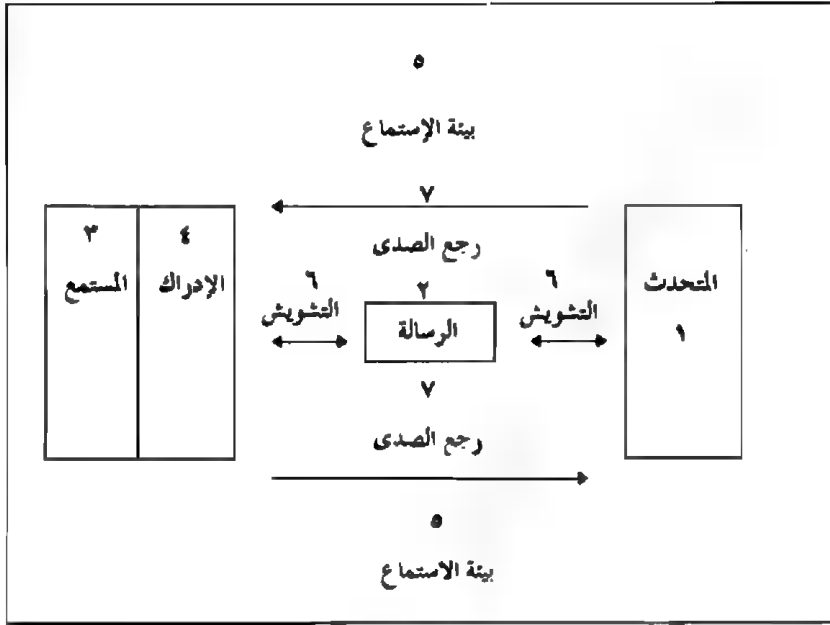 ٥
بيئة الإستماع
٧
رجع الصدى
المتحدث
١
٦
التشويش
٢
الرسالة
٦
التشويش
٤
الإدراك
٣
المستمع
٧
رجع الصدى
٥
بيئة الاستماع